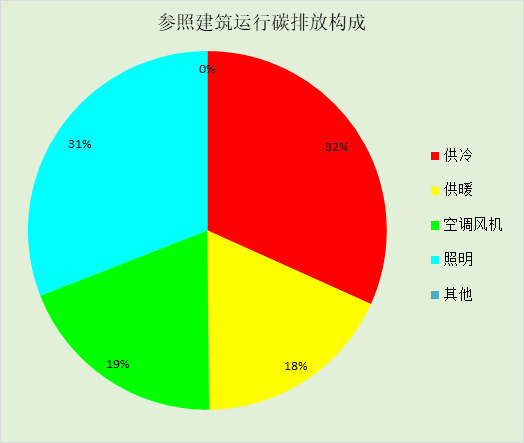 参照建筑运行碳排放构成
0%
31%
32%
供冷
供暖
空调风机
照明
其他
19%
18%